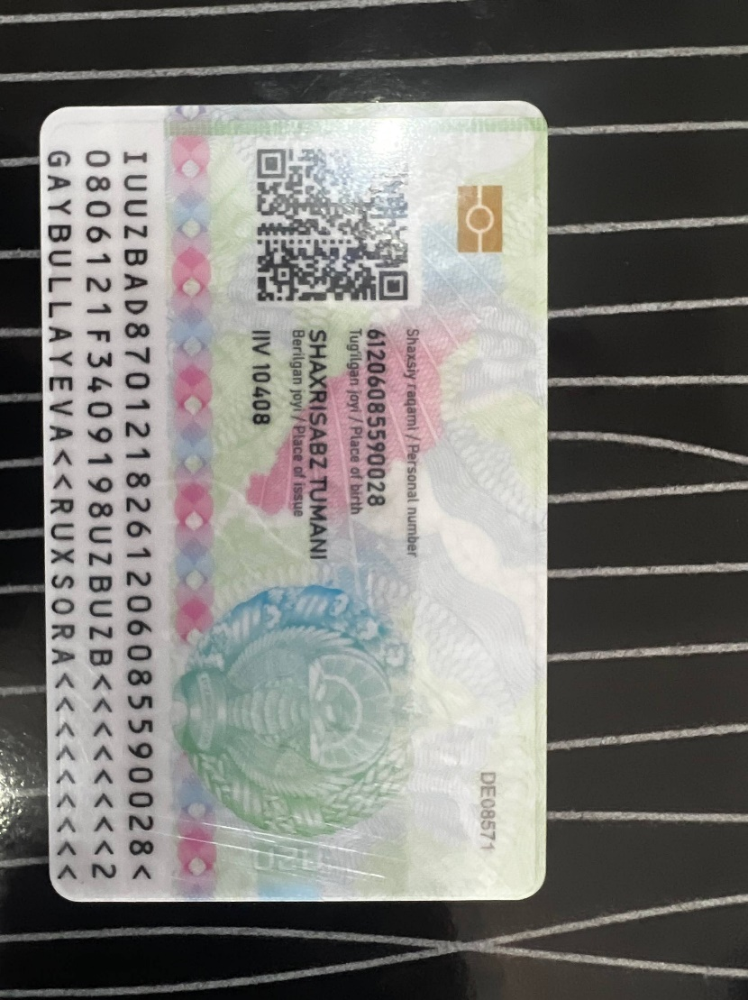 DE08571
Shaxsiy raqami / Personal number
61206085590028
Tug'ilgan joyi / Place of birth
SHAXRISABZ TUMANI
Berilgan joyi / Place of issue
IIV 10408
IUUZBAD8701218261206085590028<
0806121F3409198UZBUZB<<<<<<<<2
GAYBULLAYEVA<<RUXSORA<<<<<<<<<